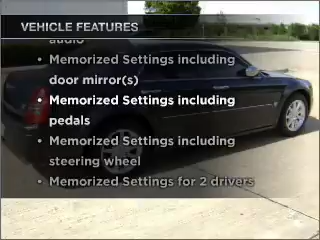 VEHICLE FEATURES
audio
• Memorized Settings including
door mirror(s)
• Memorized Settings including
pedals
• Memorized Settings including
steering wheel
• Memorized Settings for 2 drivers